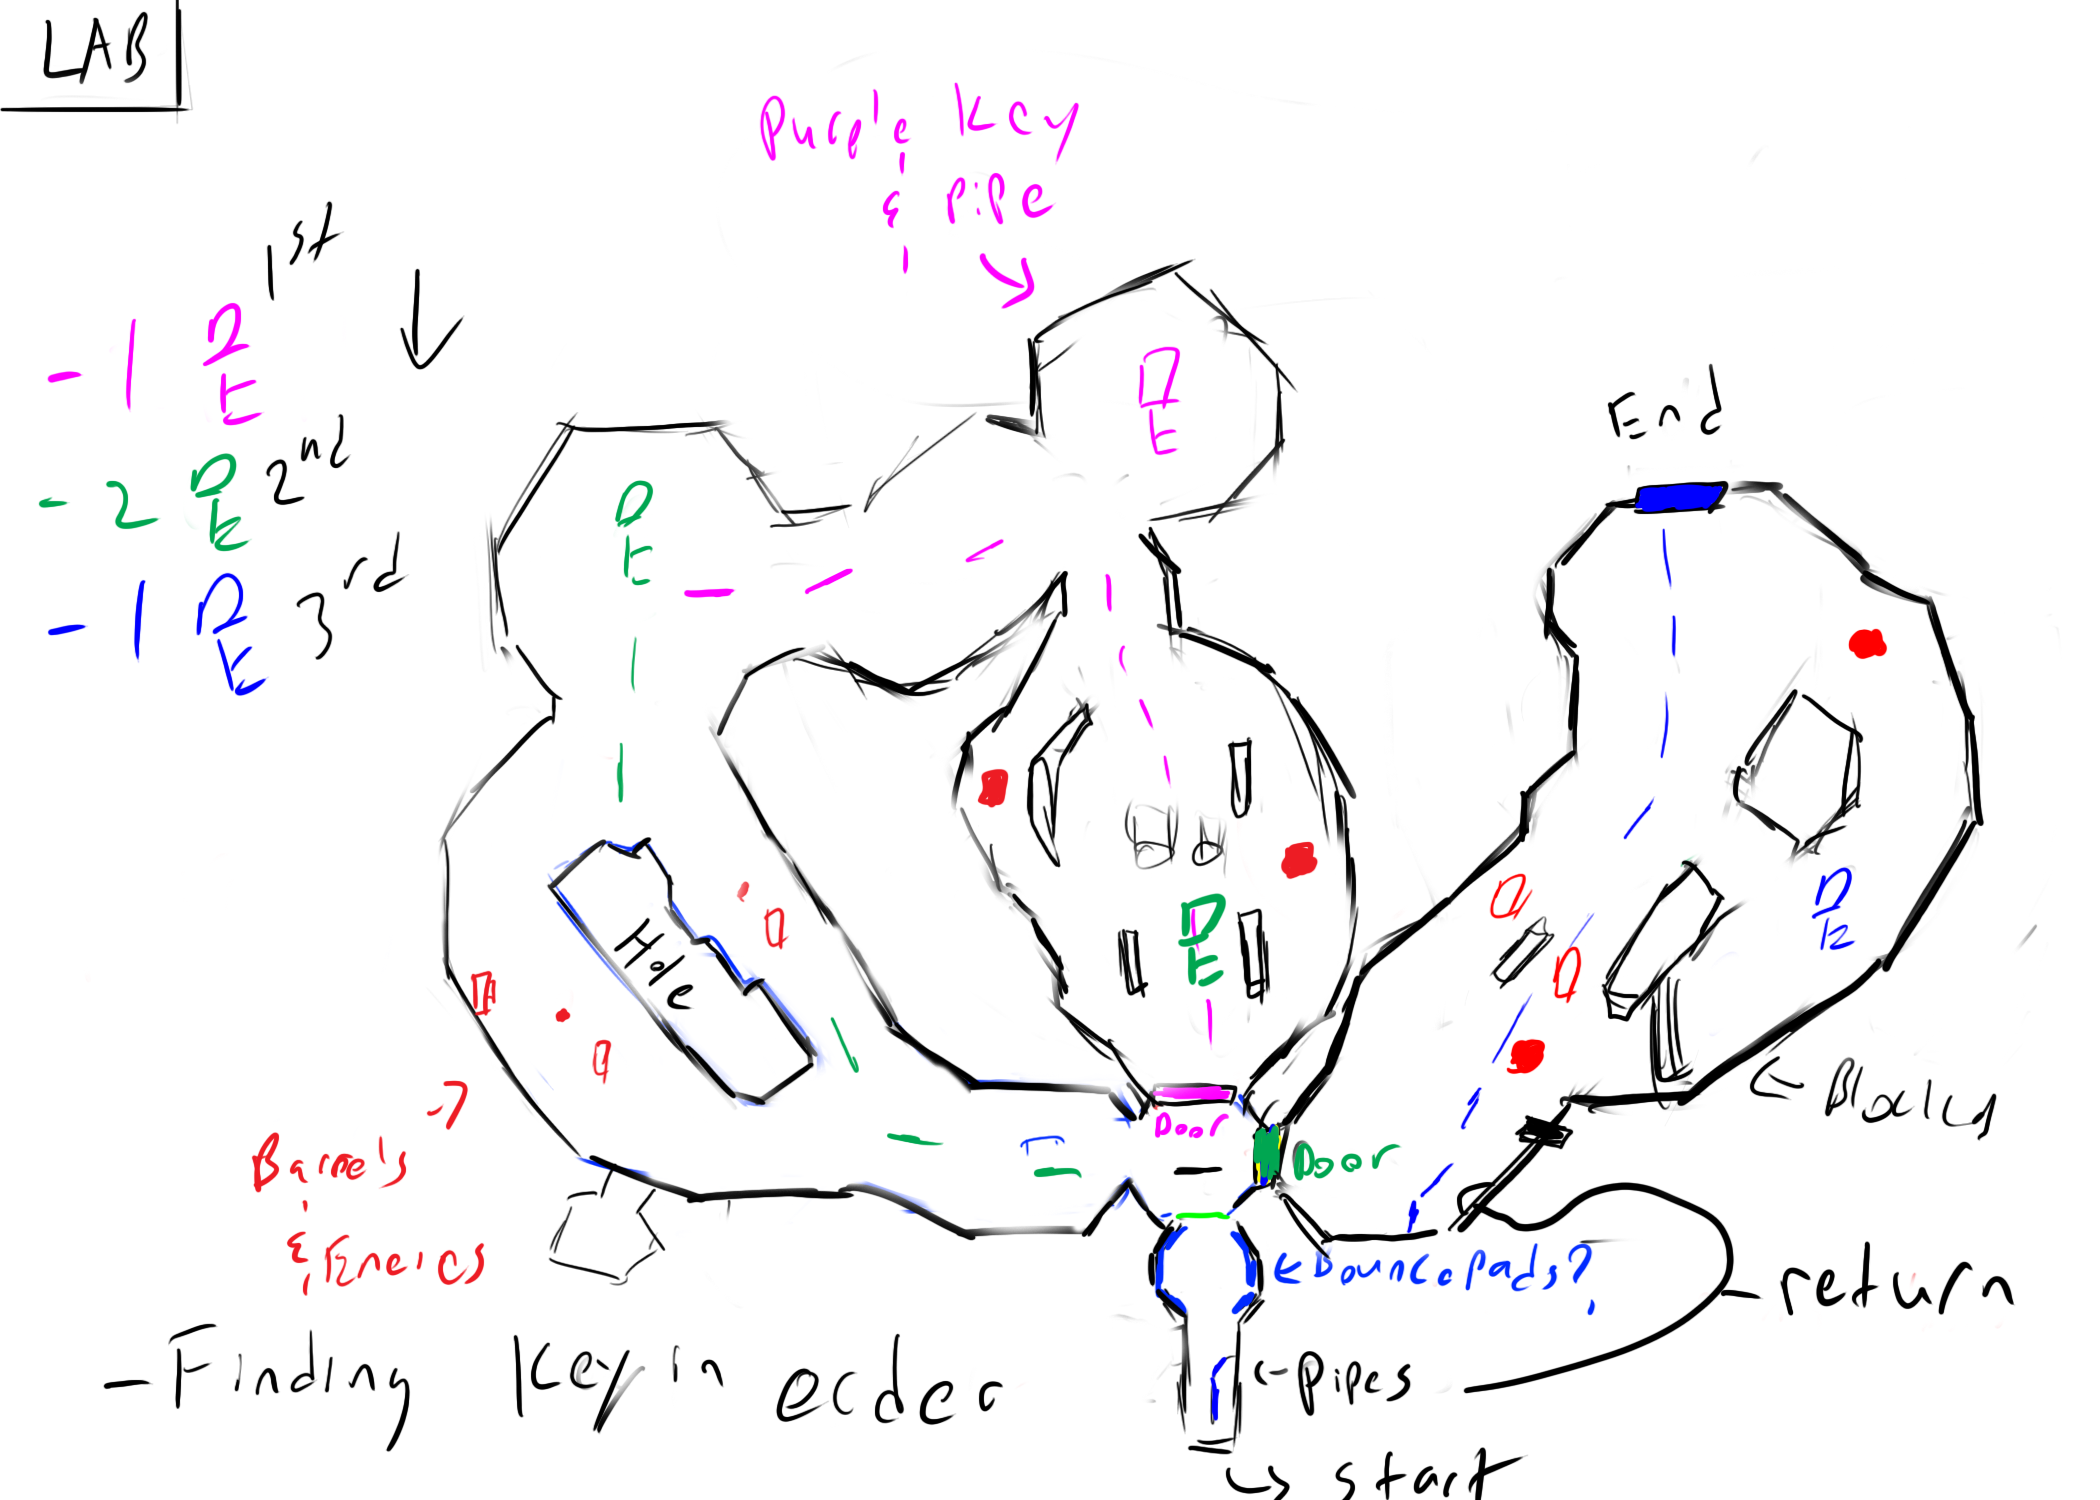 LAB
Purple Key
& Pipe
1st
- 1
- 2 2nd
- 1 3rd
End
Hole
Door
Door
<- Blocked
Barrels
& Enemies
<- Bounce pads?
return
<- Pipes
- Finding Key in order
start